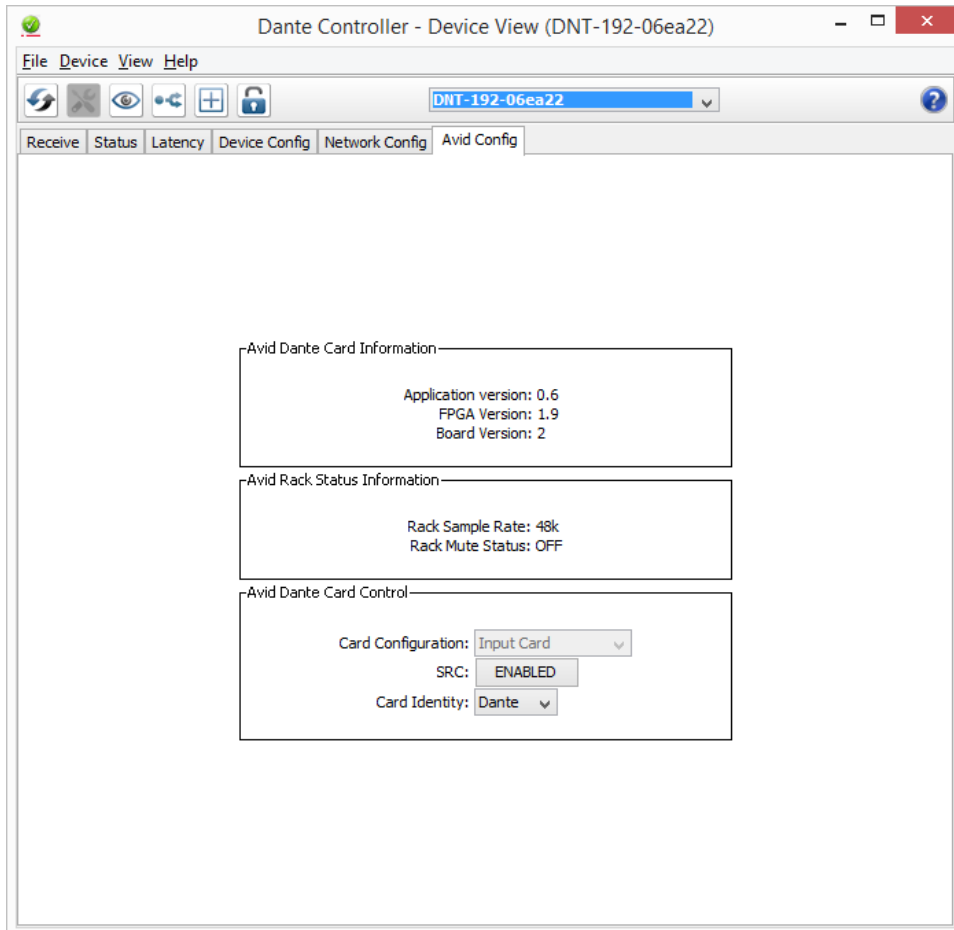 Dante Controller - Device View (DNT-192-06ea22)
File Device View Help
DNT-192-06ea22
?
Receive Status Latency Device Config Network Config Avid Config
Avid Dante Card Information
Application version: 0.6
FPGA Version: 1.9
Board Version: 2
Avid Rack Status Information
Rack Sample Rate: 48k
Rack Mute Status: OFF
Avid Dante Card Control
Card Configuration: Input Card
SRC: ENABLED
Card Identity: Dante